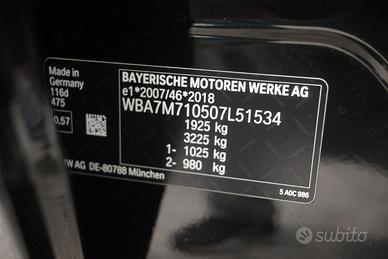 Made in
Germany
116d
475
0.57
BAYERISCHE MOTOREN WERKE AG
e1*2007/46*2018
WBA7M710507L51534
1925 kg
3225 kg
1- 1025 kg
2- 980 kg
AG DE-80788 München
5 A0C 986
subito